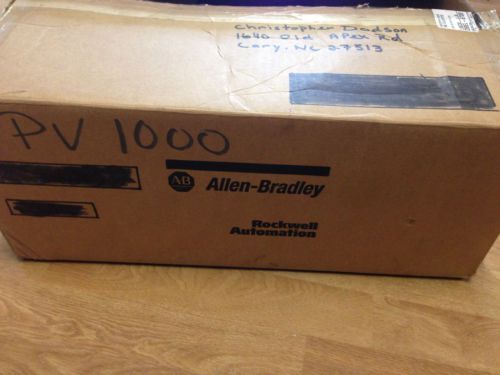 Christopher Dodson
1640 Old Apex Rd
Cary. NC 27513
PV 1000
AB Allen-Bradley
Rockwell
Automation